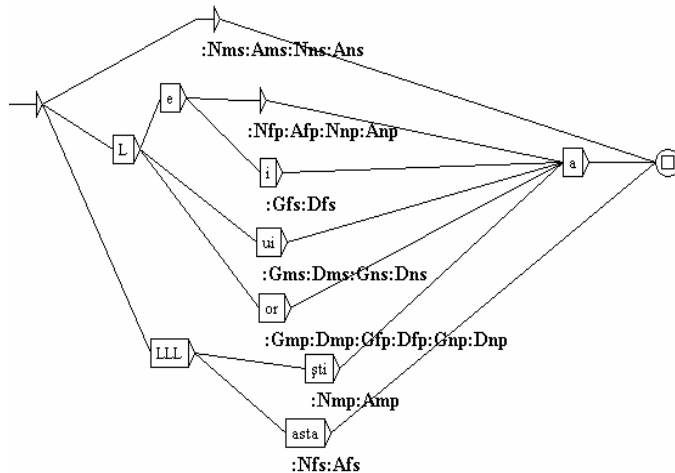 :Nms:Ams:Nns:Ans
e
:Nfp:Afp:Nnp:Anp
L
i
a
:Gfs:Dfs
ui
:Gms:Dms:Gns:Dns
or
:Gmp:Dmp:Gfp:Dfp:Gnp:Dnp
LLL
ști
:Nmp:Amp
asta
:Nfs:Afs